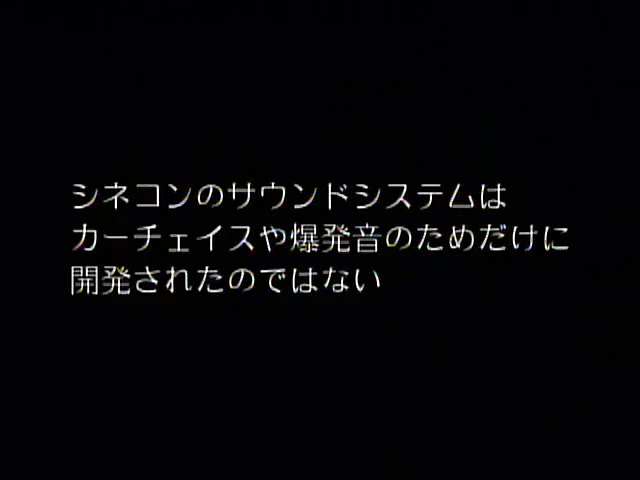 シネコンのサウンドシステムは
カーチェイスや爆発音のためだけに
開発されたのではない